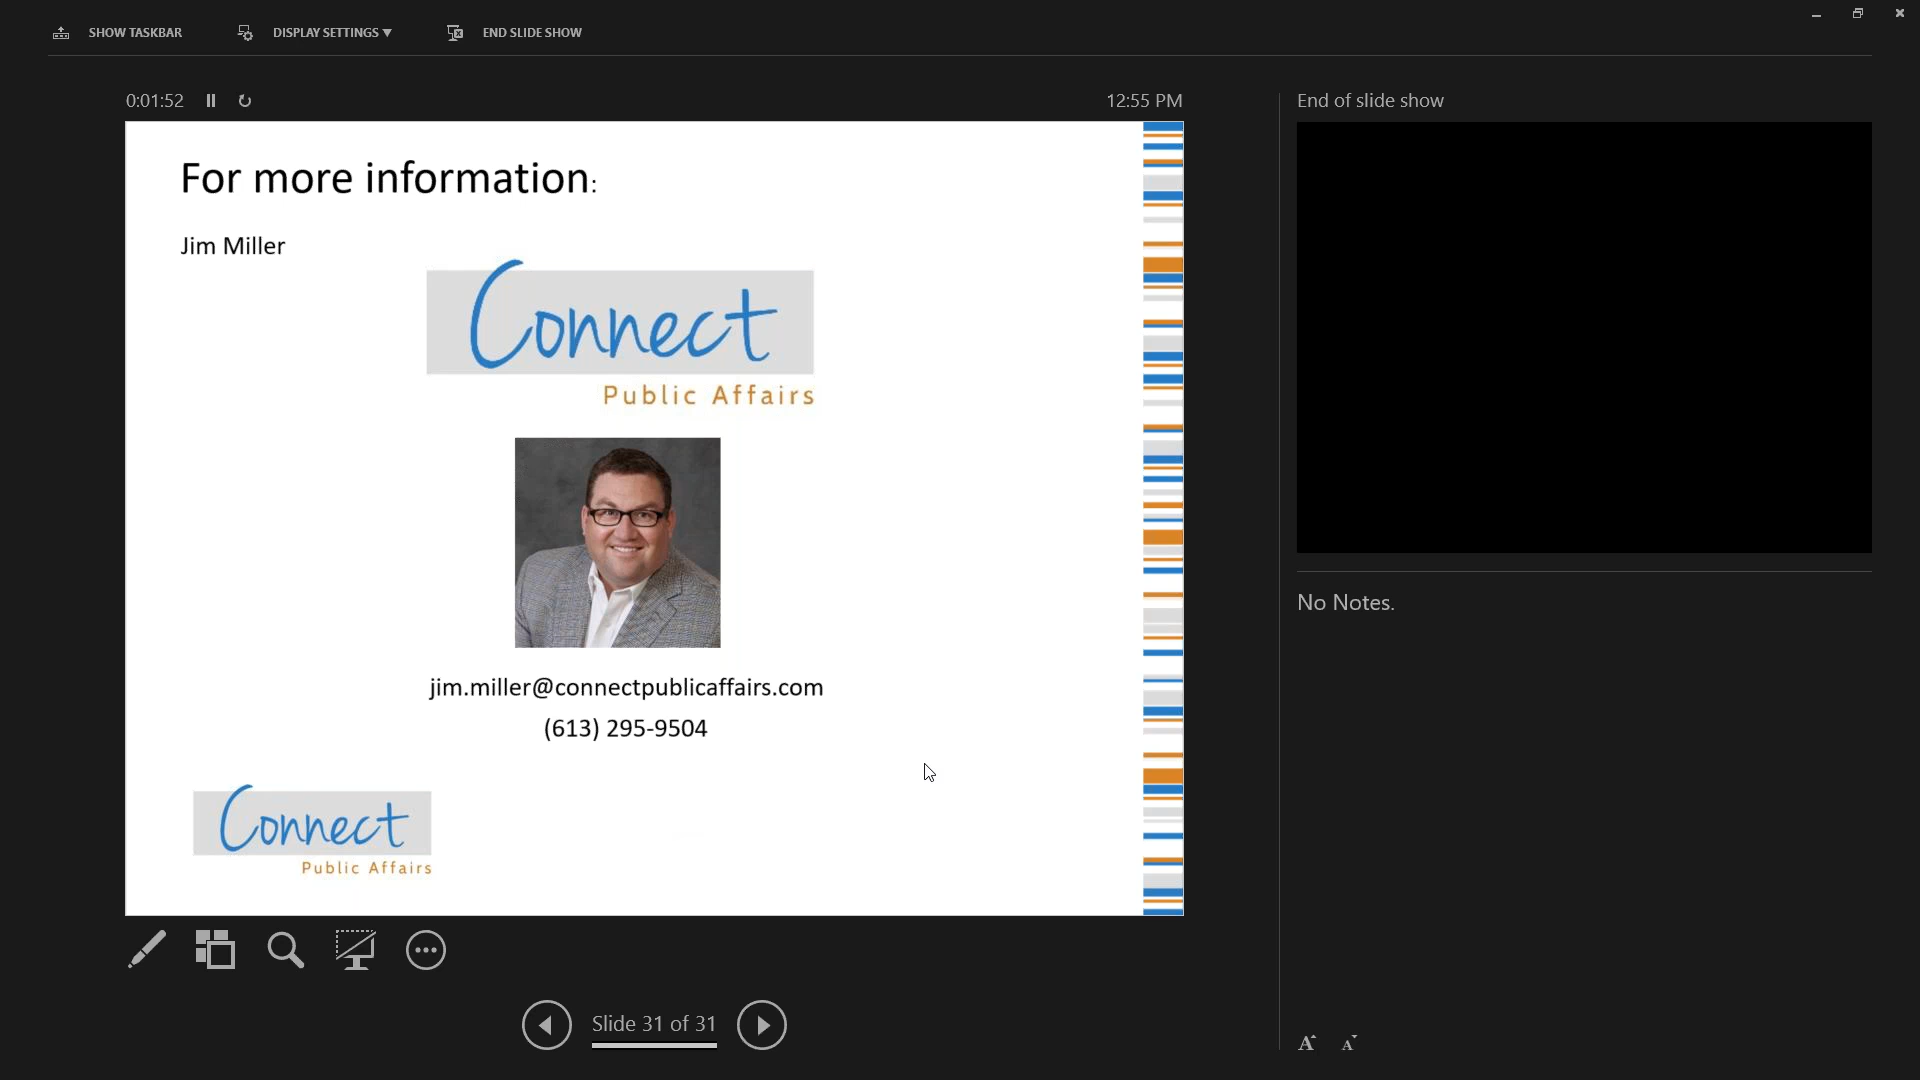 SHOW TASKBAR
DISPLAY SETTINGS ▼
END SLIDE SHOW
0:01:52
12:55 PM
End of slide show
For more information:
Jim Miller
Connect
Public Affairs
jim.miller@connectpublicaffairs.com
(613) 295-9504
Connect
Public Affairs
No Notes.
Slide 31 of 31
A
A